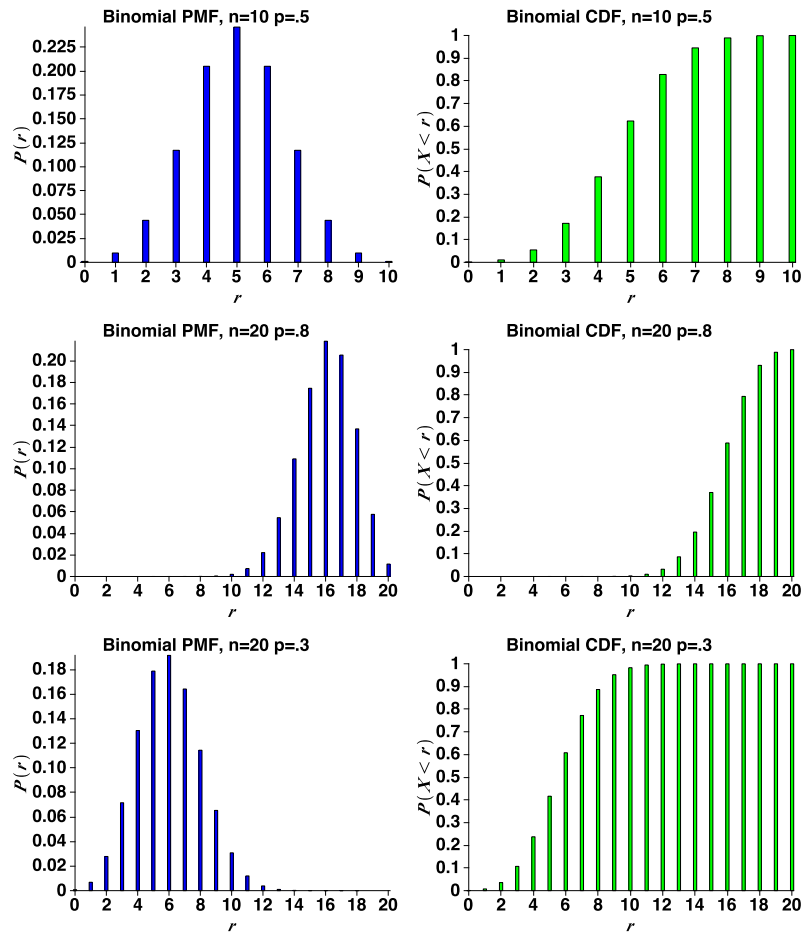 Binomial PMF, n=10 p=.5
0.225
0.200
0.175
0.150
0.125
0.100
0.075
0.050
0.025
0
P(r)
0 1 2 3 4 5 6 7 8 9 10
r
Binomial CDF, n=10 p=.5
1
0.9
0.8
0.7
0.6
0.5
0.4
0.3
0.2
0.1
0
P(X < r)
0 1 2 3 4 5 6 7 8 9 10
r
Binomial PMF, n=20 p=.8
0.20
0.18
0.16
0.14
0.12
0.10
0.08
0.06
0.04
0.02
0
P(r)
0 2 4 6 8 10 12 14 16 18 20
r
Binomial CDF, n=20 p=.8
1
0.9
0.8
0.7
0.6
0.5
0.4
0.3
0.2
0.1
0
P(X < r)
0 2 4 6 8 10 12 14 16 18 20
r
Binomial PMF, n=20 p=.3
0.18
0.16
0.14
0.12
0.10
0.08
0.06
0.04
0.02
0
P(r)
0 2 4 6 8 10 12 14 16 18 20
r
Binomial CDF, n=20 p=.3
1
0.9
0.8
0.7
0.6
0.5
0.4
0.3
0.2
0.1
0
P(X < r)
0 2 4 6 8 10 12 14 16 18 20
r